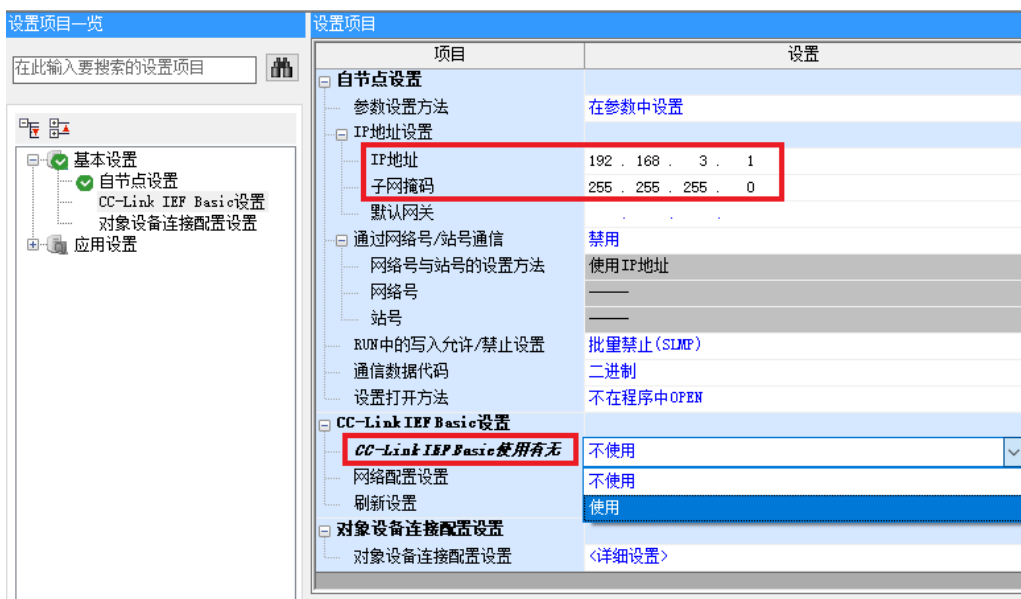 设置项目一览
在此输入要搜索的设置项目
基本设置
自节点设置
CC-Link IEF Basic设置
对象设备连接配置设置
应用设置
设置项目
项目 设置
自节点设置
参数设置方法 在参数中设置
IP地址设置
IP地址 192 . 168 . 3 . 1
子网掩码 255 . 255 . 255 . 0
默认网关 . . .
通过网络号/站号通信 禁用
网络号与站号的设置方法 使用IP地址
网络号 ——
站号 ——
RUN中的写入允许/禁止设置 批量禁止(SLMP)
通信数据代码 二进制
设置打开方法 不在程序中OPEN
CC-Link IEF Basic设置
CC-Link IEF Basic使用有无 不使用
网络配置设置 不使用
刷新设置 使用
对象设备连接配置设置
对象设备连接配置设置 <详细设置>